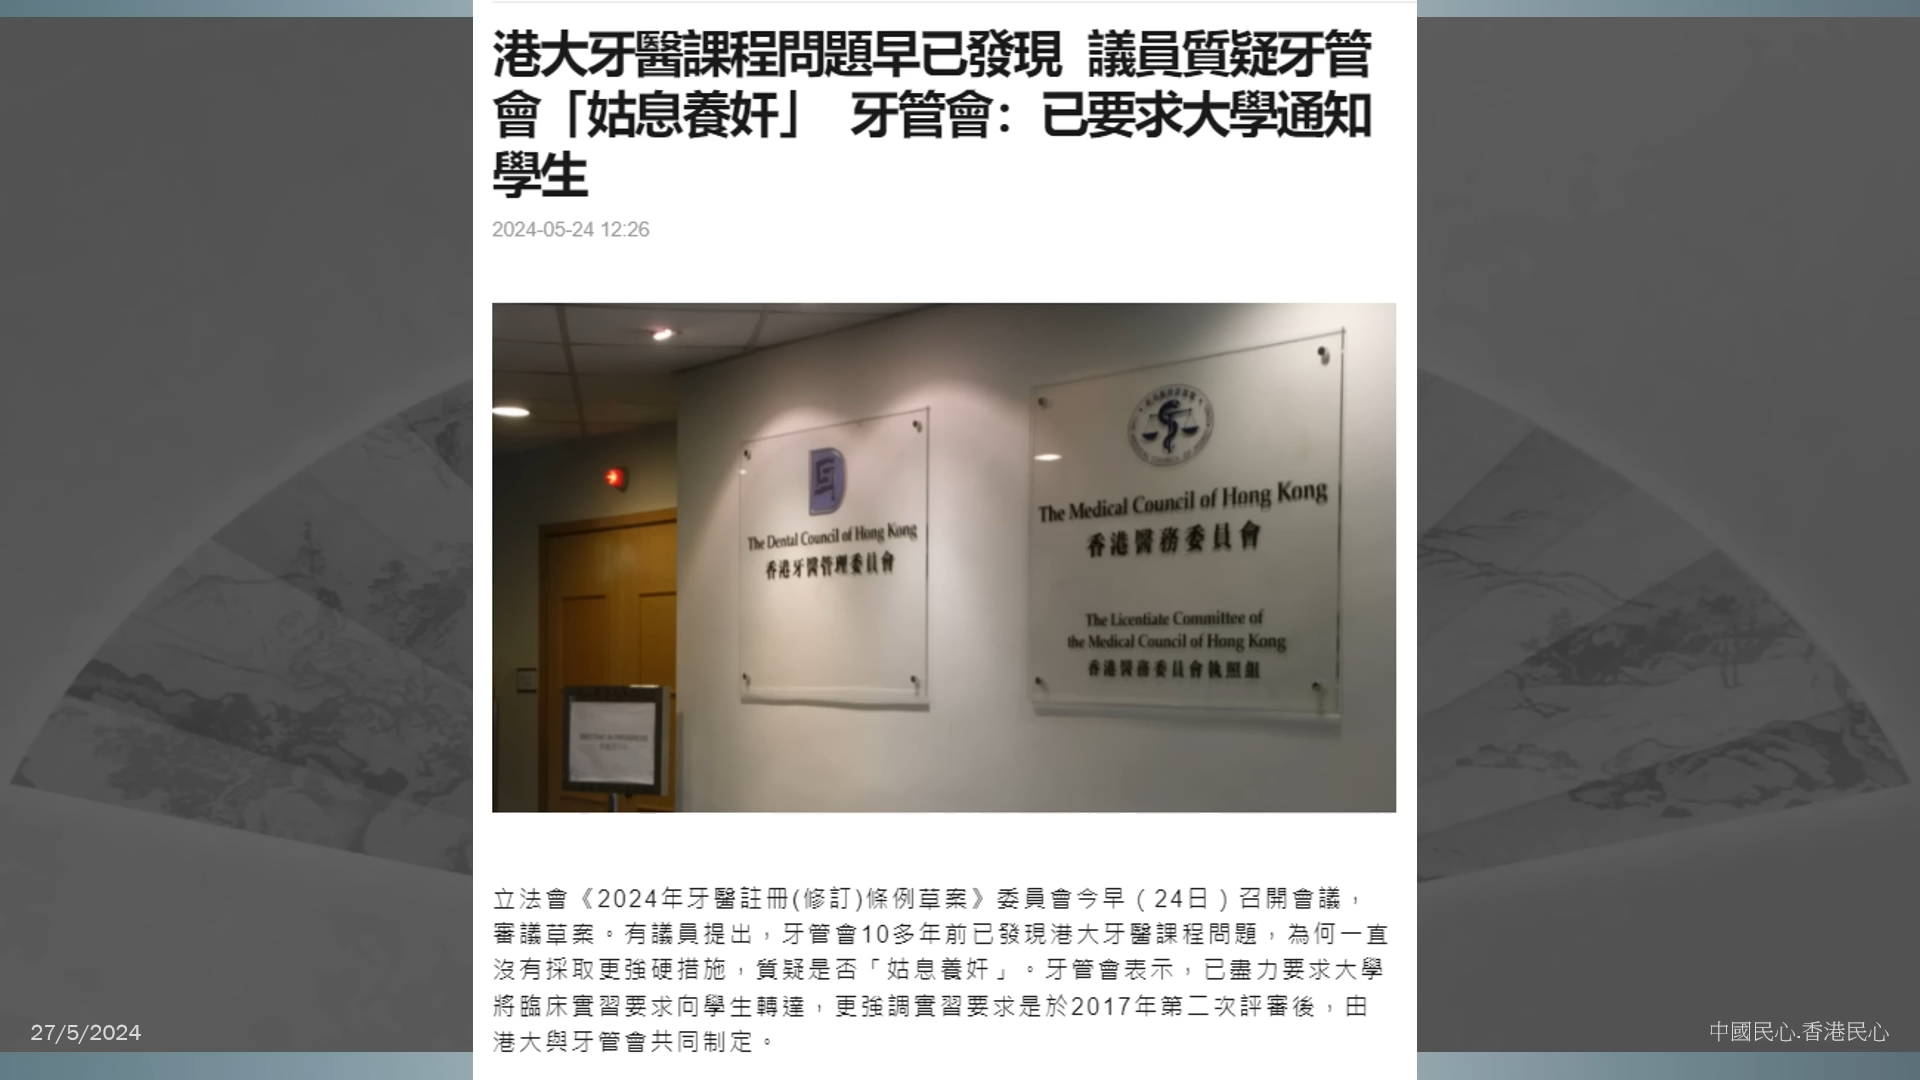 港大牙醫課程問題早已發現 議員質疑牙管
會「姑息養奸」 牙管會：已要求大學通知
學生
2024-05-24 12:26
The Dental Council of Hong Kong
香港牙醫管理委員會
The Medical Council of Hong Kong
香港醫務委員會
The Licentiate Committee of
the Medical Council of Hong Kong
香港醫務委員會執照組
MEETING IN PROGRESS
立法會《2024年牙醫註冊(修訂)條例草案》委員會今早（24日）召開會議，
審議草案。有議員提出，牙管會10多年前已發現港大牙醫課程問題，為何一直
沒有採取更強硬措施，質疑是否「姑息養奸」。牙管會表示，已盡力要求大學
將臨床實習要求向學生轉達，更強調實習要求是於2017年第二次評審後，由
港大與牙管會共同制定。
27/5/2024
中國民心.香港民心